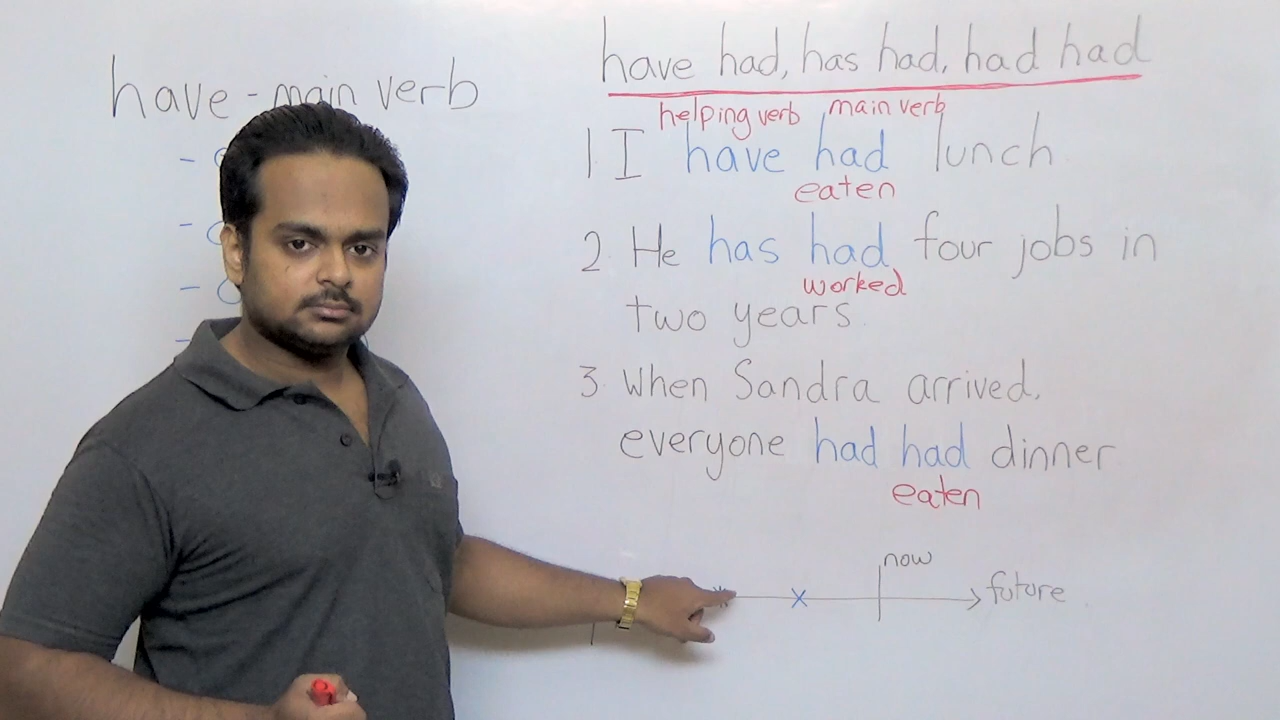 have - main verb
have had, has had, had had
helping verb main verb
1. I have had lunch.
eaten
2. He has had four jobs in
worked
two years.
3. When Sandra arrived,
everyone had had dinner
eaten
now
future